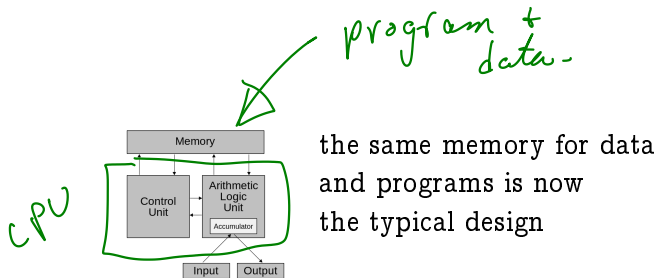 program +
data-
Memory
the same memory for data
and programs is now
the typical design
CPU
Control
Unit
Arithmetic
Logic
Unit
Accumulator
Input
Output